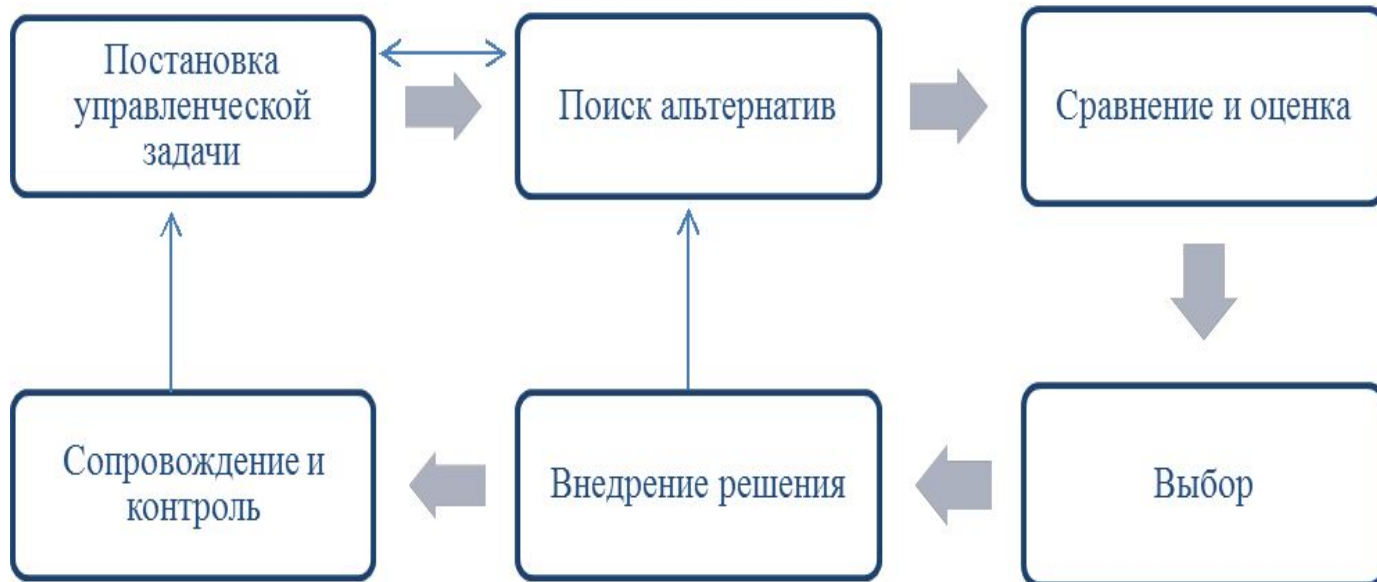 Постановка
управленческой
задачи
Поиск альтернатив
Сравнение и оценка
Сопровождение и
контроль
Внедрение решения
Выбор